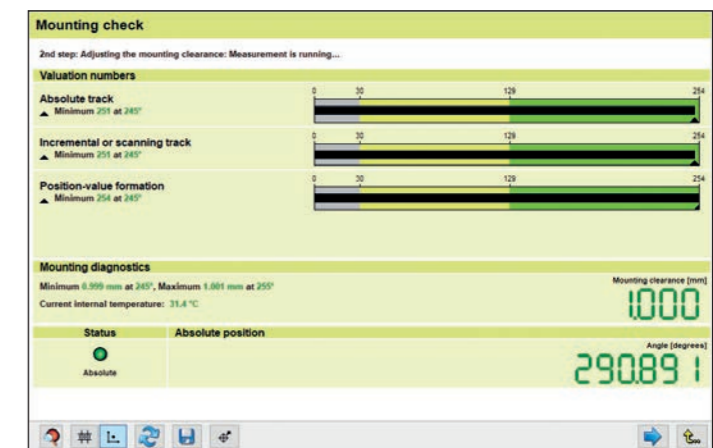 Mounting check
2nd step: Adjusting the mounting clearance: Measurement is running...
Valuation numbers
0 30 129 254
Absolute track
Minimum 251 at 245°
0 30 129 254
Incremental or scanning track
Minimum 251 at 245°
0 30 129 254
Position-value formation
Minimum 254 at 245°
Mounting diagnostics
Minimum 0.999 mm at 245°, Maximum 1.001 mm at 255°
Mounting clearance [mm]
1.000
Current internal temperature: 31.4 °C
Status Absolute position
Angle [degrees]
290.891
Absolute